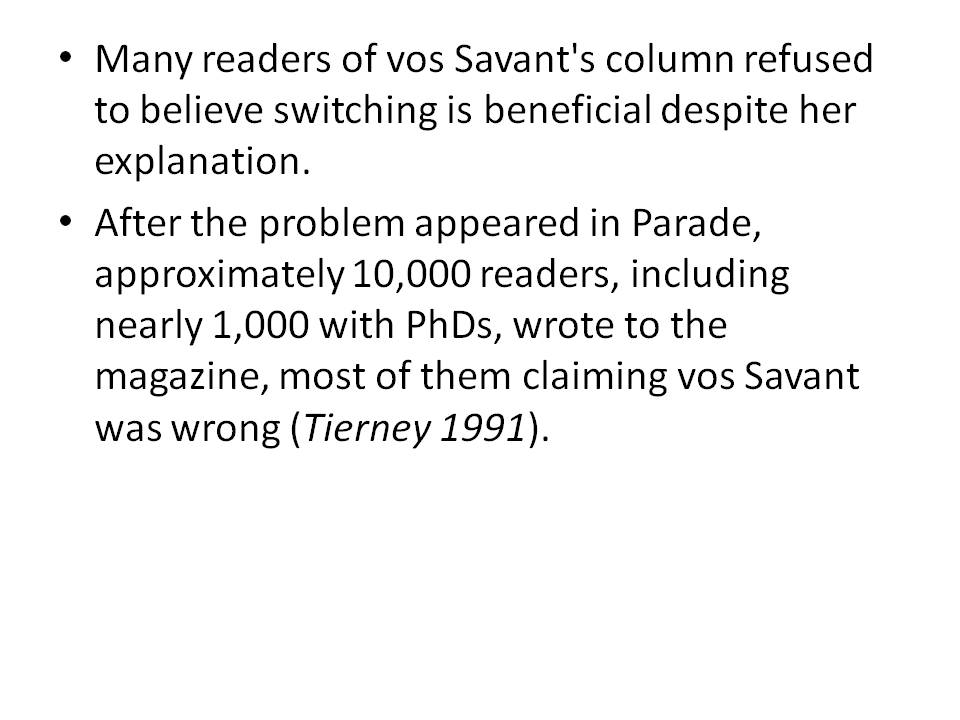 • Many readers of vos Savant's column refused
to believe switching is beneficial despite her
explanation.
• After the problem appeared in Parade,
approximately 10,000 readers, including
nearly 1,000 with PhDs, wrote to the
magazine, most of them claiming vos Savant
was wrong (Tierney 1991).